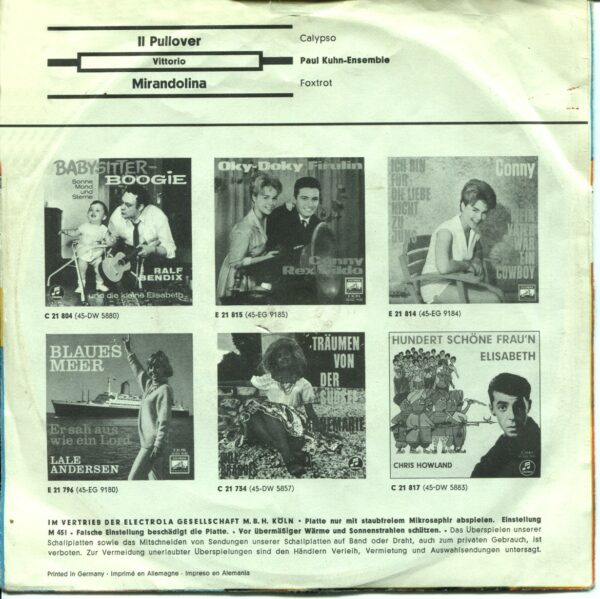 Il Pullover
Calypso
Vittorio
Paul Kuhn-Ensemble
Mirandolina
Foxtrot
BABYSITTER-
BOOGIE
Sonne
Mond
und
Sterne
RALF
BENDIX
und die kleine Elisabeth
C 21 804 (45-DW 5880)
Oky-Doky Firulin
Conny
Rex Gildo
E 21 815 (45-EG 9185)
Conny
ICH BIN
FÜR
DIE LIEBE
NICHT
ZU
JUNG
VATER
WAR
EIN
COWBOY
E 21 814 (45-EG 9184)
BLAUES
MEER
Er sah aus
wie ein Lord
LALE
ANDERSEN
E 21 796 (45-EG 9180)
TRÄUMEN
VON
DER
SÜDSEE
C 21 734 (45-DW 5857)
HUNDERT SCHÖNE FRAU'N
ELISABETH
CHRIS HOWLAND
C 21 817 (45-DW 5883)
IM VERTRIEB DER ELECTROLA GESELLSCHAFT M.B.H. KÖLN • Platte nur mit staubfreiem Mikrosaphir abspielen. Einstellung
M 45! • Falsche Einstellung beschädigt die Platte. • Vor übermäßiger Wärme und Sonnenstrahlen schützen. • Das Überspielen unserer
Schallplatten sowie das Mitschneiden von Sendungen unserer Schallplatten auf Band oder Draht, auch zum privaten Gebrauch, ist
verboten. Zur Vermeidung unerlaubter Überspielungen sind den Händlern Verleih, Vermietung und Auswahlsendungen untersagt.
Printed in Germany · Imprimé en Allemagne · Impreso en Alemania